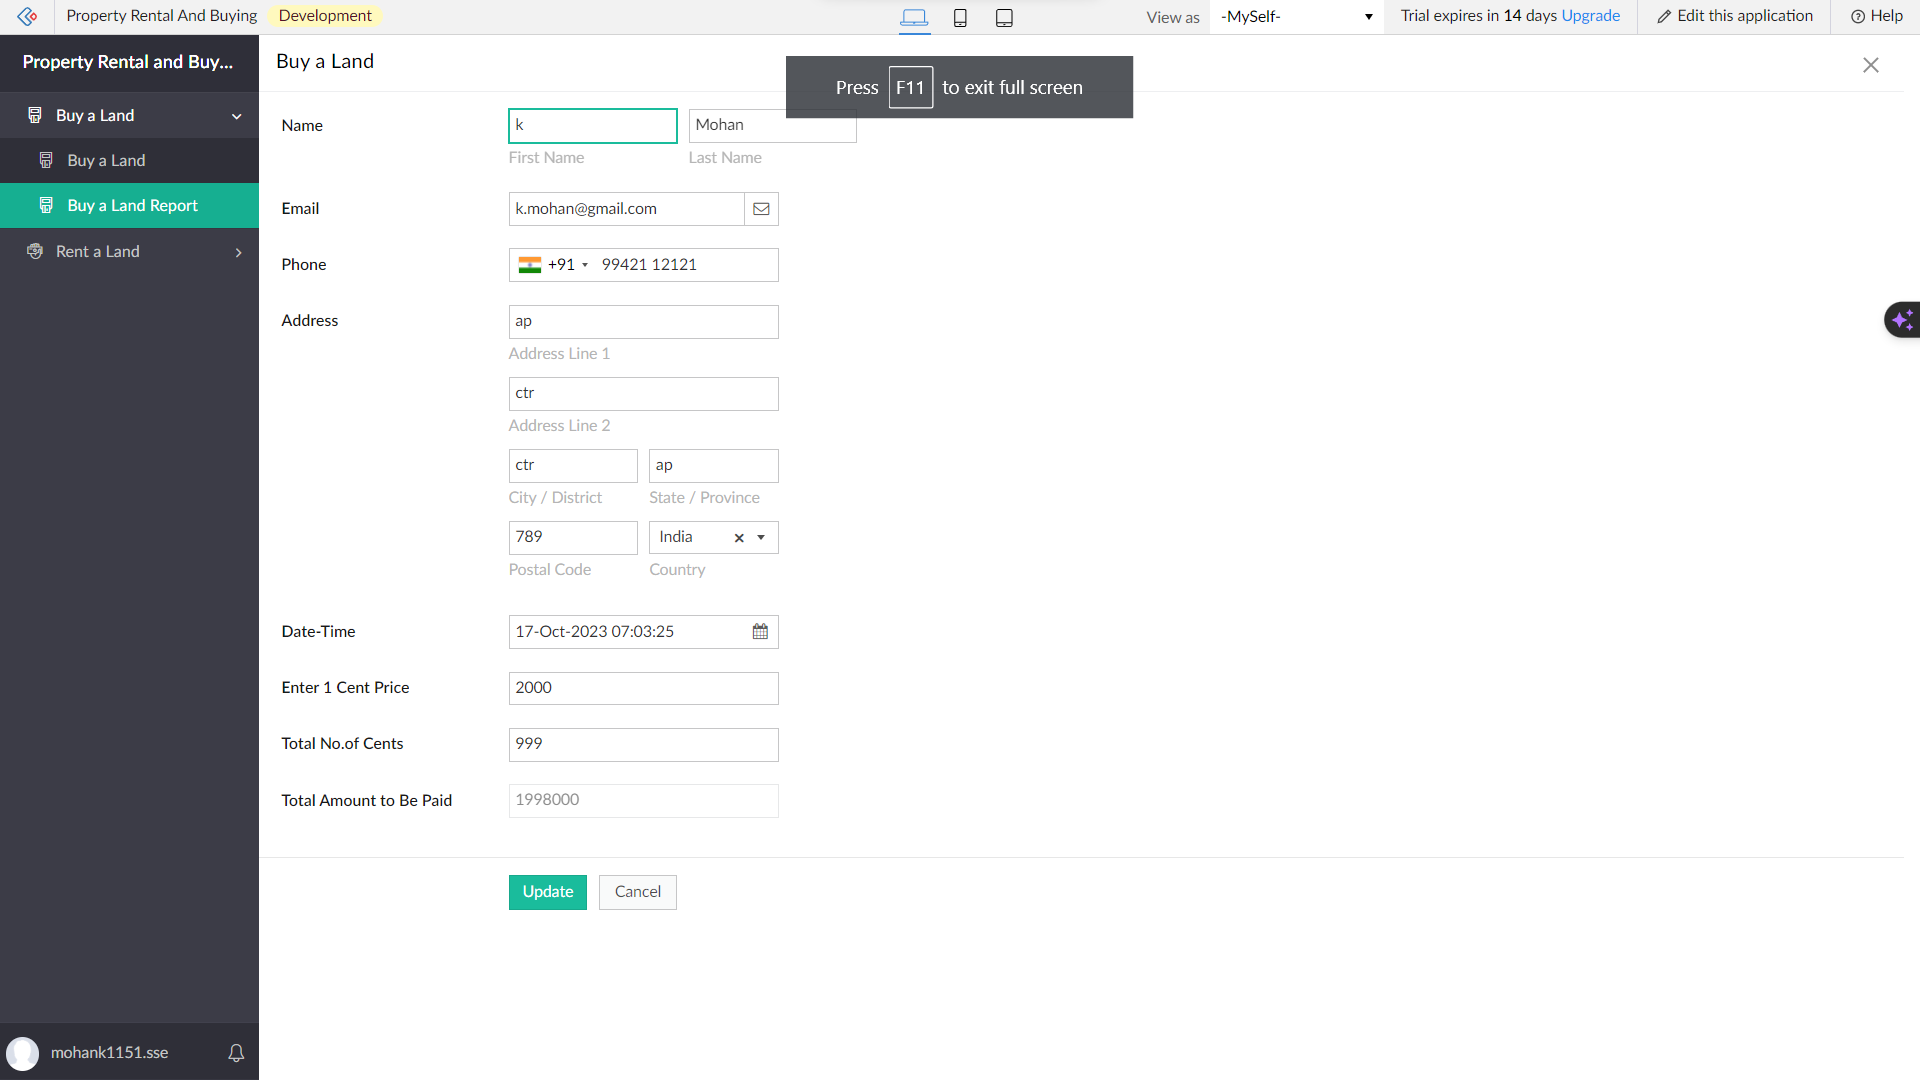 Property Rental And Buying Development View as -MySelf- Trial expires in 14 days Upgrade Edit this application Help
Property Rental and Buy...
Buy a Land
Buy a Land
Buy a Land Report
Rent a Land
mohank1151.sse
Buy a Land
Press F11 to exit full screen
Name
k Mohan
First Name Last Name
Email k.mohan@gmail.com
Phone +91 99421 12121
Address ap
Address Line 1
ctr
Address Line 2
ctr ap
City / District State / Province
789 India
Postal Code Country
Date-Time 17-Oct-2023 07:03:25
Enter 1 Cent Price 2000
Total No.of Cents 999
Total Amount to Be Paid 1998000
Update Cancel